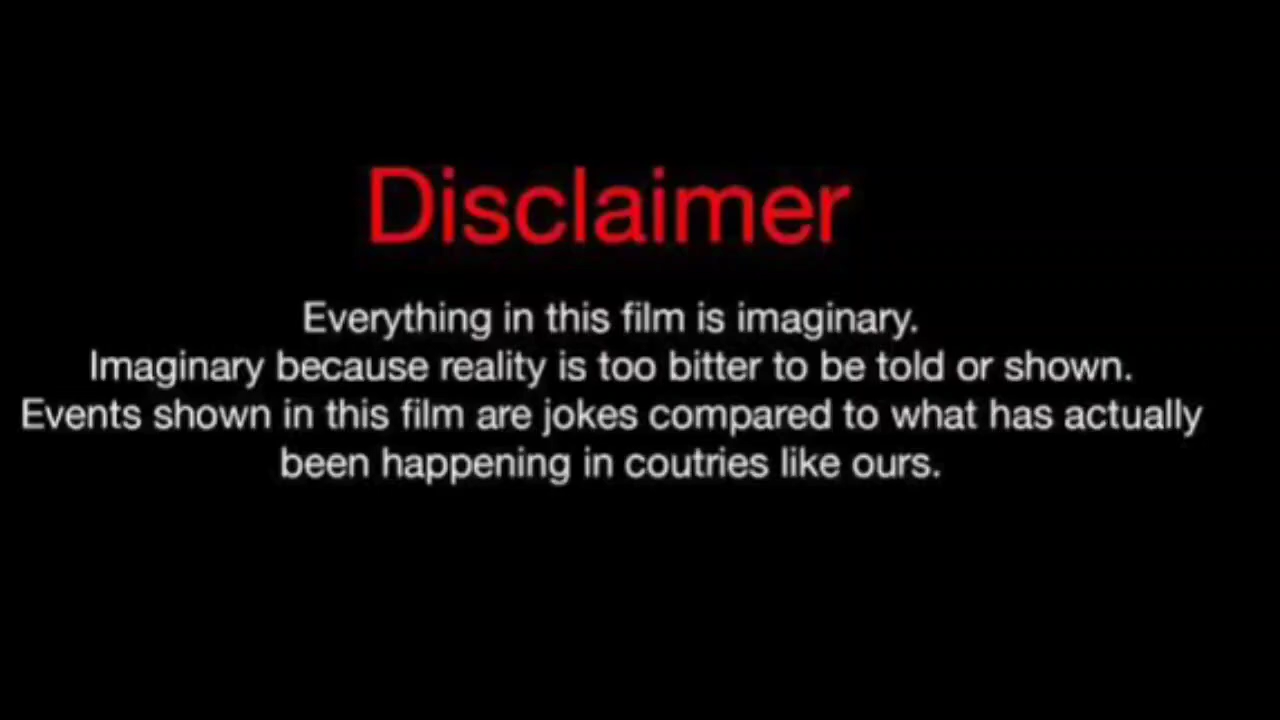 Disclaimer
Everything in this film is imaginary.
Imaginary because reality is too bitter to be told or shown.
Events shown in this film are jokes compared to what has actually
been happening in coutries like ours.